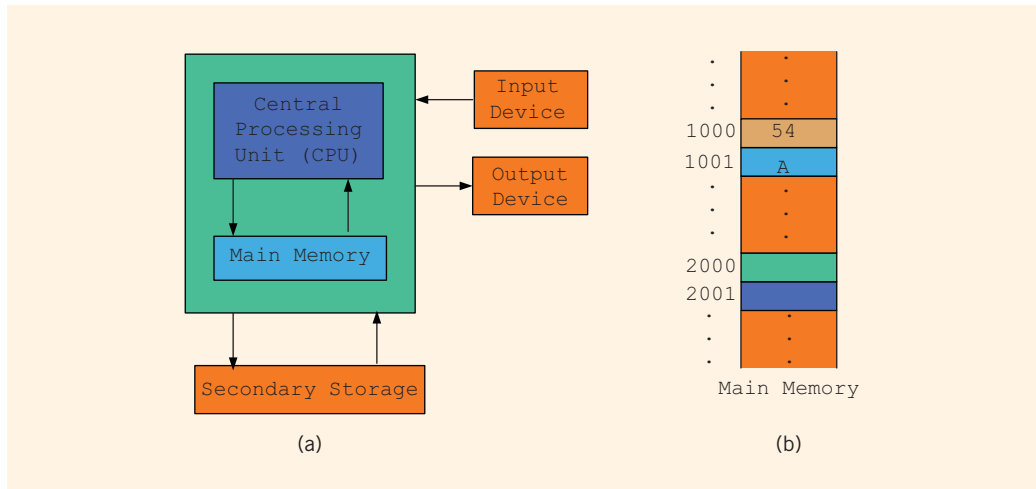 Central
Processing
Unit (CPU)
Main Memory
Input
Device
Output
Device
Secondary Storage
(a)
1000 54
1001 A
2000
2001
Main Memory
(b)